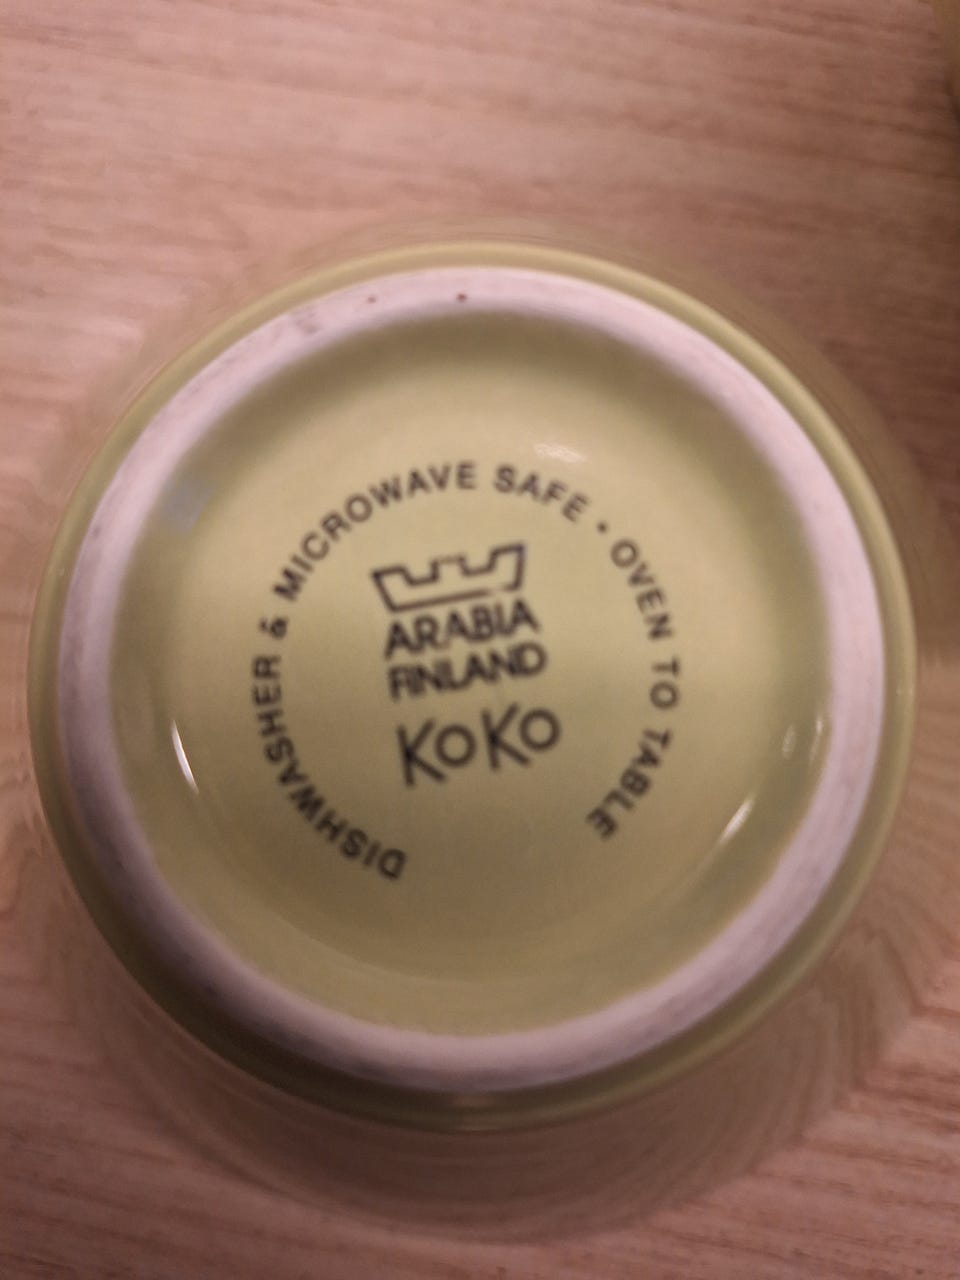 DISHWASHER & MICROWAVE SAFE • OVEN TO TABLE
ARABIA
FINLAND
KOKO